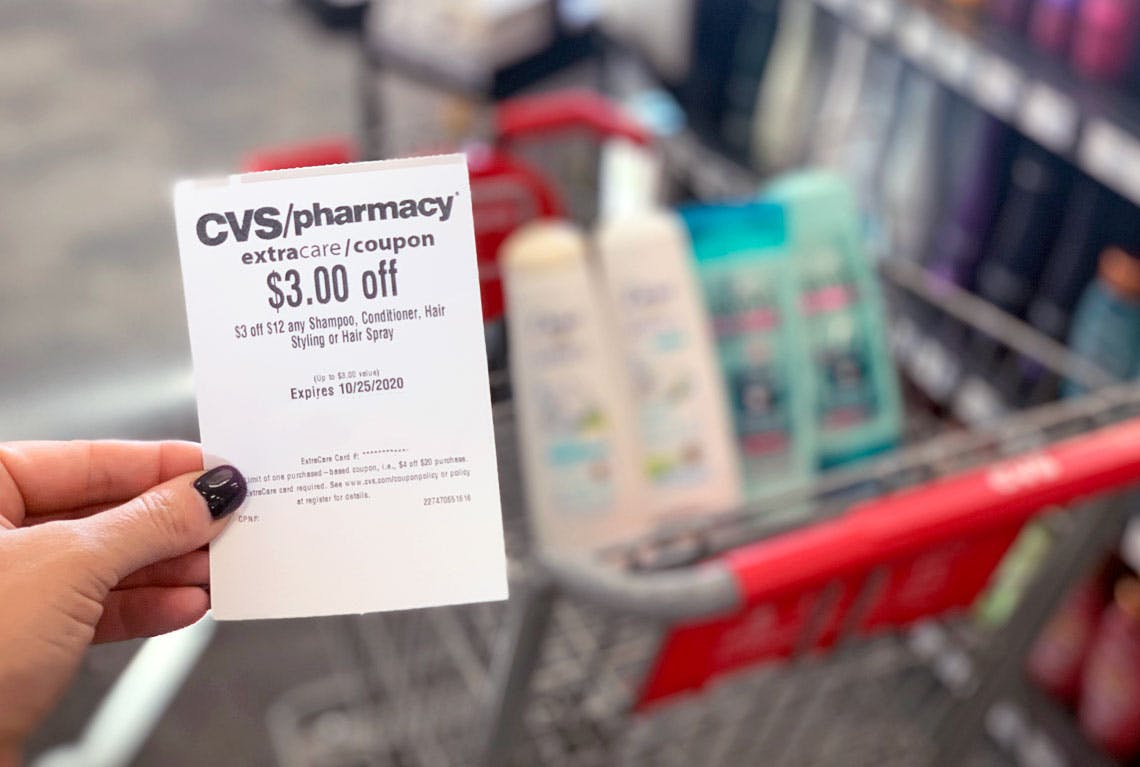 CVS/pharmacy®
extracare/coupon
$3.00 off
$3 off $12 any Shampoo, Conditioner, Hair
Styling or Hair Spray
(Up to $3.00 value)
Expires 10/25/2020
ExtraCare Card #: ***********
imit of one purchased-based coupon, i.e., $4 off $20 purchase.
ExtraCare card required. See www.cvs.com/couponpolicy or policy
at register for details.
227470551616
CPN#: